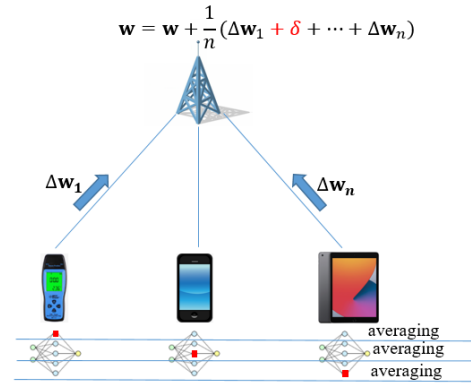 w = w + 1/n (Δw₁ + δ + ⋯ + Δwₙ)
Δw₁
Δwₙ
averaging
averaging
averaging